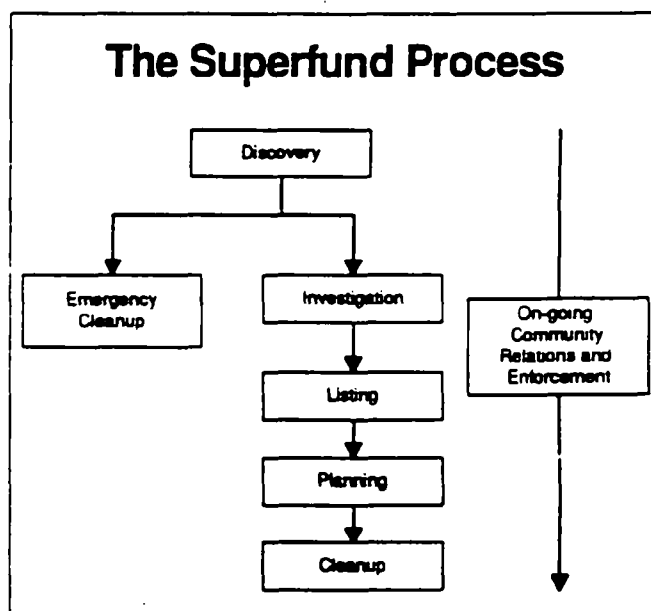 The Superfund Process
Discovery
Emergency
Cleanup
Investigation
On-going
Community
Relations and
Enforcement
Listing
Planning
Cleanup